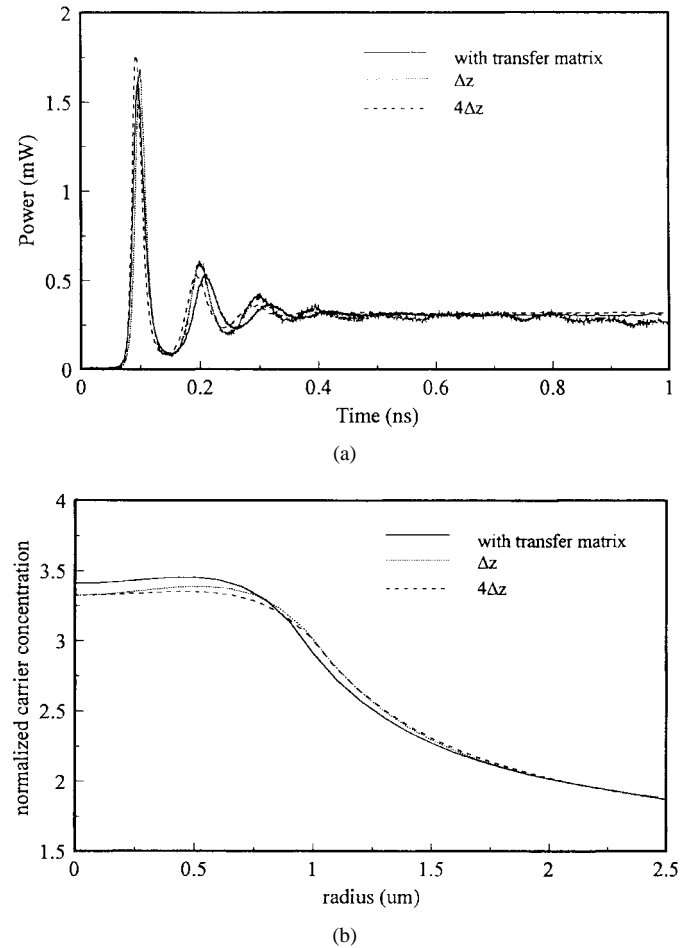 2
1.5
1
0.5
0
Power (mW)
with transfer matrix
Δz
4Δz
0 0.2 0.4 0.6 0.8 1
Time (ns)
(a)
4
3.5
3
2.5
2
1.5
normalized carrier concentration
with transfer matrix
Δz
4Δz
0 0.5 1 1.5 2 2.5
radius (um)
(b)